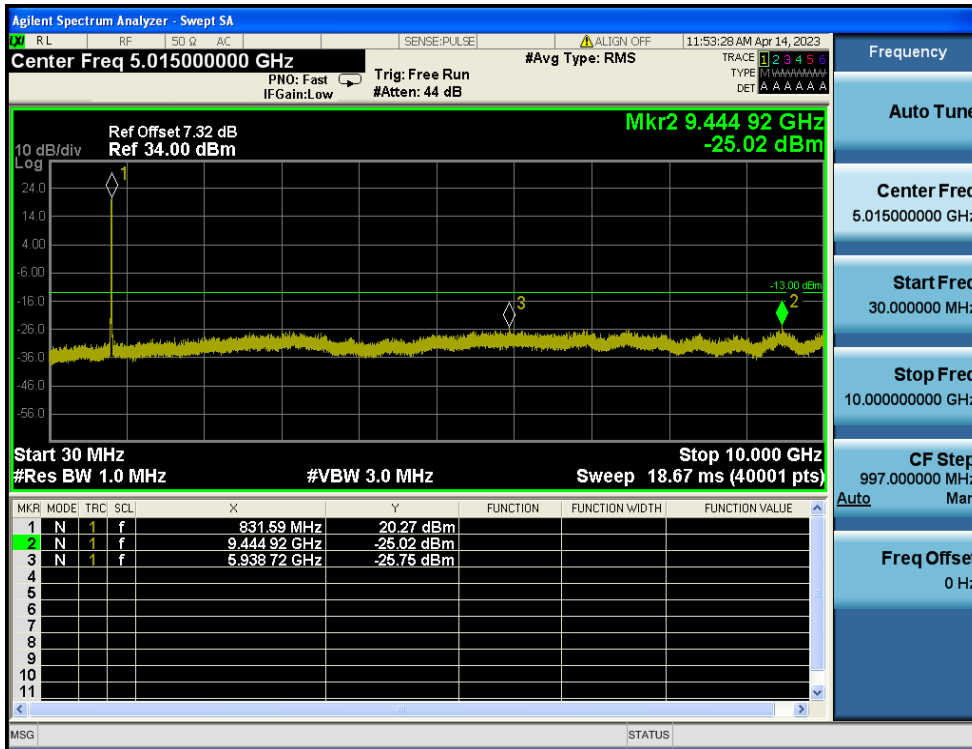 Agilent Spectrum Analyzer - Swept SA
LXI RL RF 50 Ω AC SENSE:PULSE ALIGN OFF 11:53:28 AM Apr 14, 2023
Center Freq 5.015000000 GHz #Avg Type: RMS TRACE 1 2 3 4 5 6
PNO: Fast Trig: Free Run TYPE M WWWWW
IFGain:Low #Atten: 44 dB DET A A A A A A
Mkr2 9.444 92 GHz
-25.02 dBm
Ref Offset 7.32 dB
10 dB/div Ref 34.00 dBm
Log
1
24.0
14.0
4.00
-6.00
-13.00 dBm
-16.0
3
2
-26.0
-36.0
-46.0
-56.0
Start 30 MHz Stop 10.000 GHz
#Res BW 1.0 MHz #VBW 3.0 MHz Sweep 18.67 ms (40001 pts)
MKR MODE TRC SCL X Y FUNCTION FUNCTION WIDTH FUNCTION VALUE
1 N 1 f 831.59 MHz 20.27 dBm
2 N 1 f 9.444 92 GHz -25.02 dBm
3 N 1 f 5.938 72 GHz -25.75 dBm
4
5
6
7
8
9
10
11
MSG STATUS
Frequency
Auto Tune
Center Freq
5.015000000 GHz
Start Freq
30.000000 MHz
Stop Freq
10.000000000 GHz
CF Step
997.000000 MHz
Auto Man
Freq Offset
0 Hz